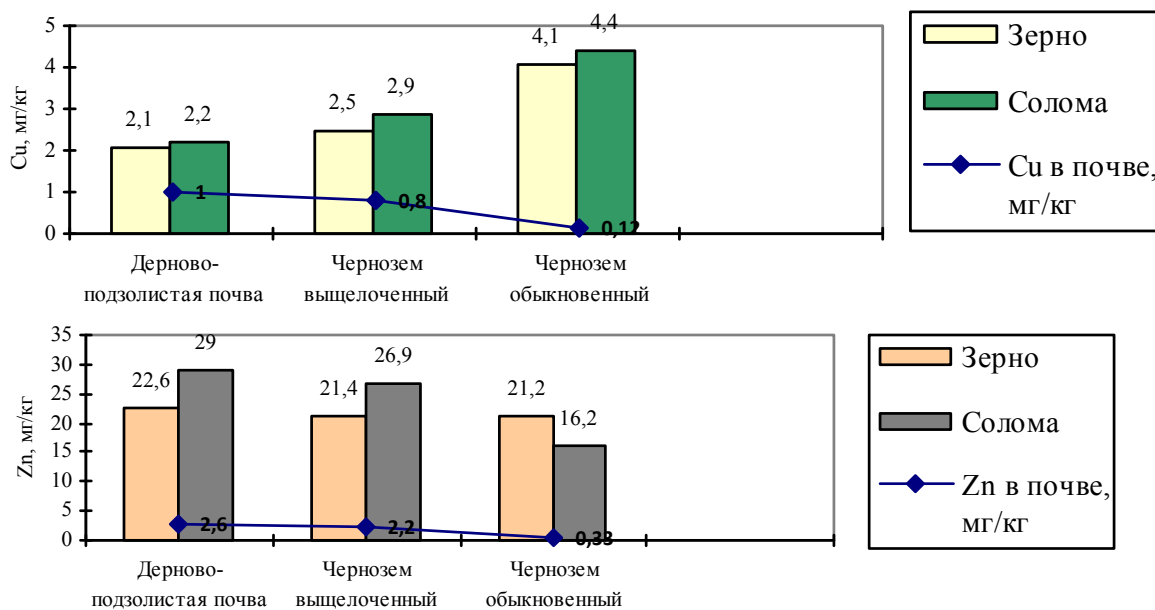 Cu, мг/кг
5
4
3
2
1
0
2,1
2,2
2,5
2,9
4,1
4,4
1
0,8
0,12
Дерново-
подзолистая почва
Чернозем
выщелоченный
Чернозем
обыкновенный
Зерно
Солома
Cu в почве,
мг/кг
Zn, мг/кг
35
30
25
20
15
10
5
0
22,6
29
21,4
26,9
21,2
16,2
2,6
2,2
0,33
Дерново-
подзолистая почва
Чернозем
выщелоченный
Чернозем
обыкновенный
Зерно
Солома
Zn в почве,
мг/кг